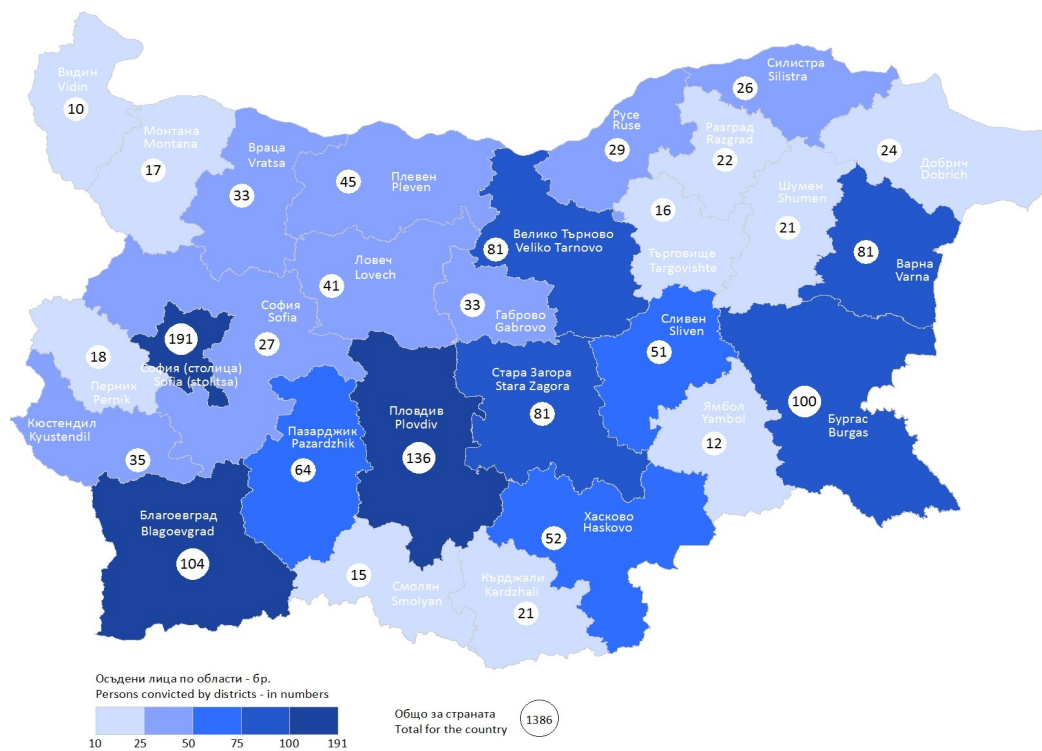 Видин
Vidin
10
Монтана
Montana
17
Враца
Vratsa
33
Плевен
Pleven
45
Велико Търново
Veliko Tarnovo
81
Русе
Ruse
29
Силистра
Silistra
26
Разград
Razgrad
22
Добрич
Dobrich
24
Шумен
Shumen
21
16
Търговище
Targovishte
Варна
Varna
81
Ловеч
Lovech
41
Габрово
Gabrovo
33
София
Sofia
27
191
София (столица)
Sofia (stolitsa)
18
Перник
Pernik
Кюстендил
Kyustendil
35
Сливен
Sliven
51
Стара Загора
Stara Zagora
81
Пловдив
Plovdiv
136
Пазарджик
Pazardzhik
64
Ямбол
Yambol
12
Бургас
Burgas
100
Благоевград
Blagoevgrad
104
Хасково
Haskovo
52
15
Смолян
Smolyan
Кърджали
Kardzhali
21
Осъдени лица по области - бр.
Persons convicted by districts - in numbers
10 25 50 75 100 191
Общо за страната
Total for the country
1386